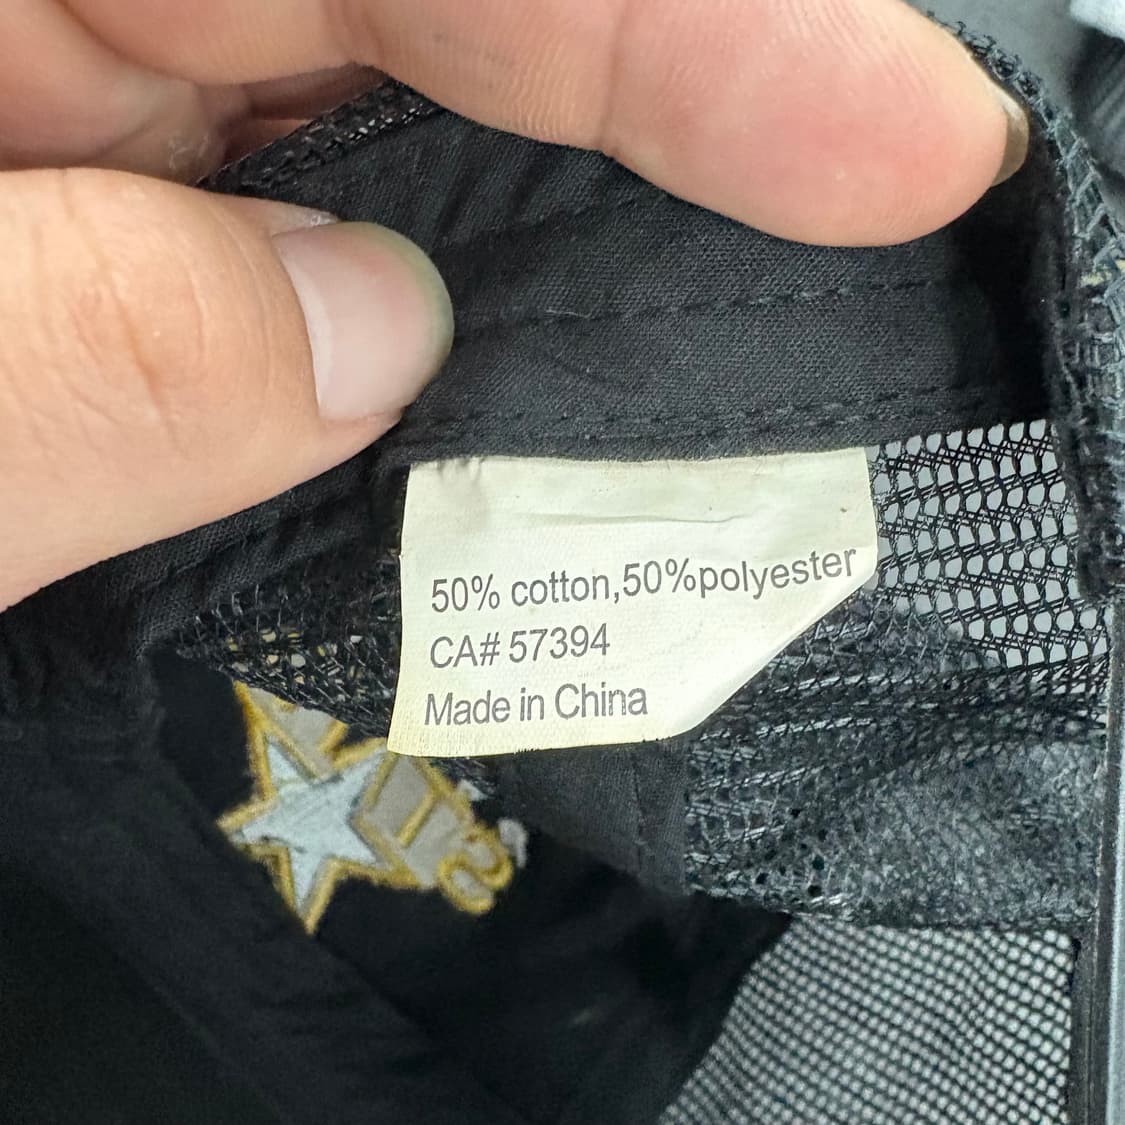 50% cotton,50%polyester
CA# 57394
Made in China